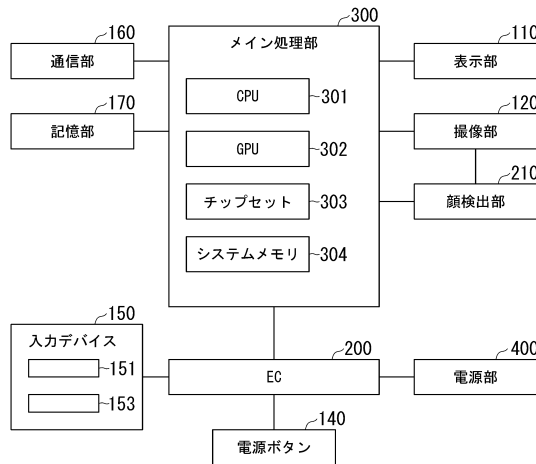 160
通信部
170
記憶部
300
メイン処理部
CPU
301
GPU
302
チップセット
303
システムメモリ
304
110
表示部
120
撮像部
210
顔検出部
150
入力デバイス
151
153
200
EC
400
電源部
140
電源ボタン